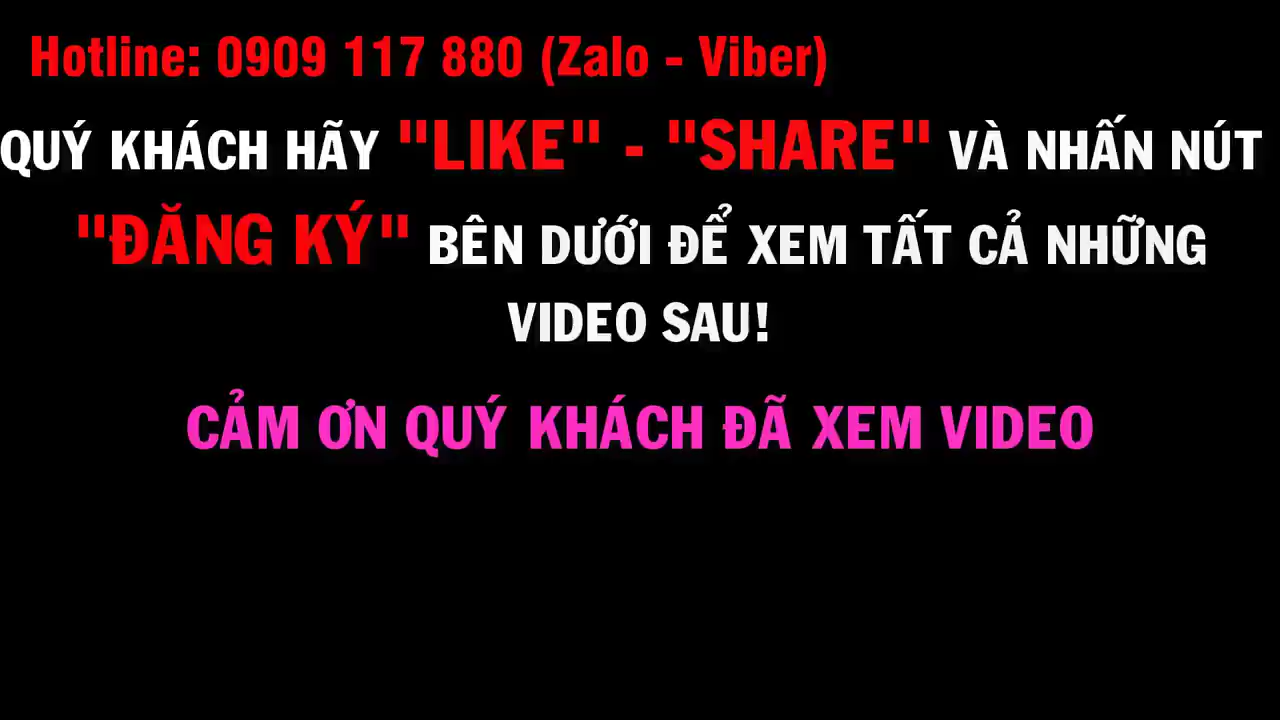 Hotline: 0909 117 880 (Zalo - Viber)
QUÝ KHÁCH HÃY "LIKE" - "SHARE" VÀ NHẤN NÚT
"ĐĂNG KÝ" BÊN DƯỚI ĐỂ XEM TẤT CẢ NHỮNG
VIDEO SAU!
CẢM ƠN QUÝ KHÁCH ĐÃ XEM VIDEO